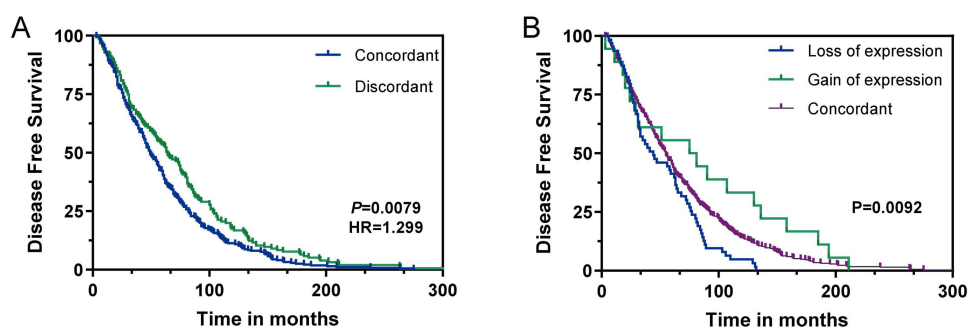 A
Disease Free Survival
100
75
50
25
0
0
100
200
300
Time in months
Concordant
Discordant
P=0.0079
HR=1.299
B
Disease Free Survival
100
75
50
25
0
0
100
200
300
Time in months
Loss of expression
Gain of expression
Concordant
P=0.0092